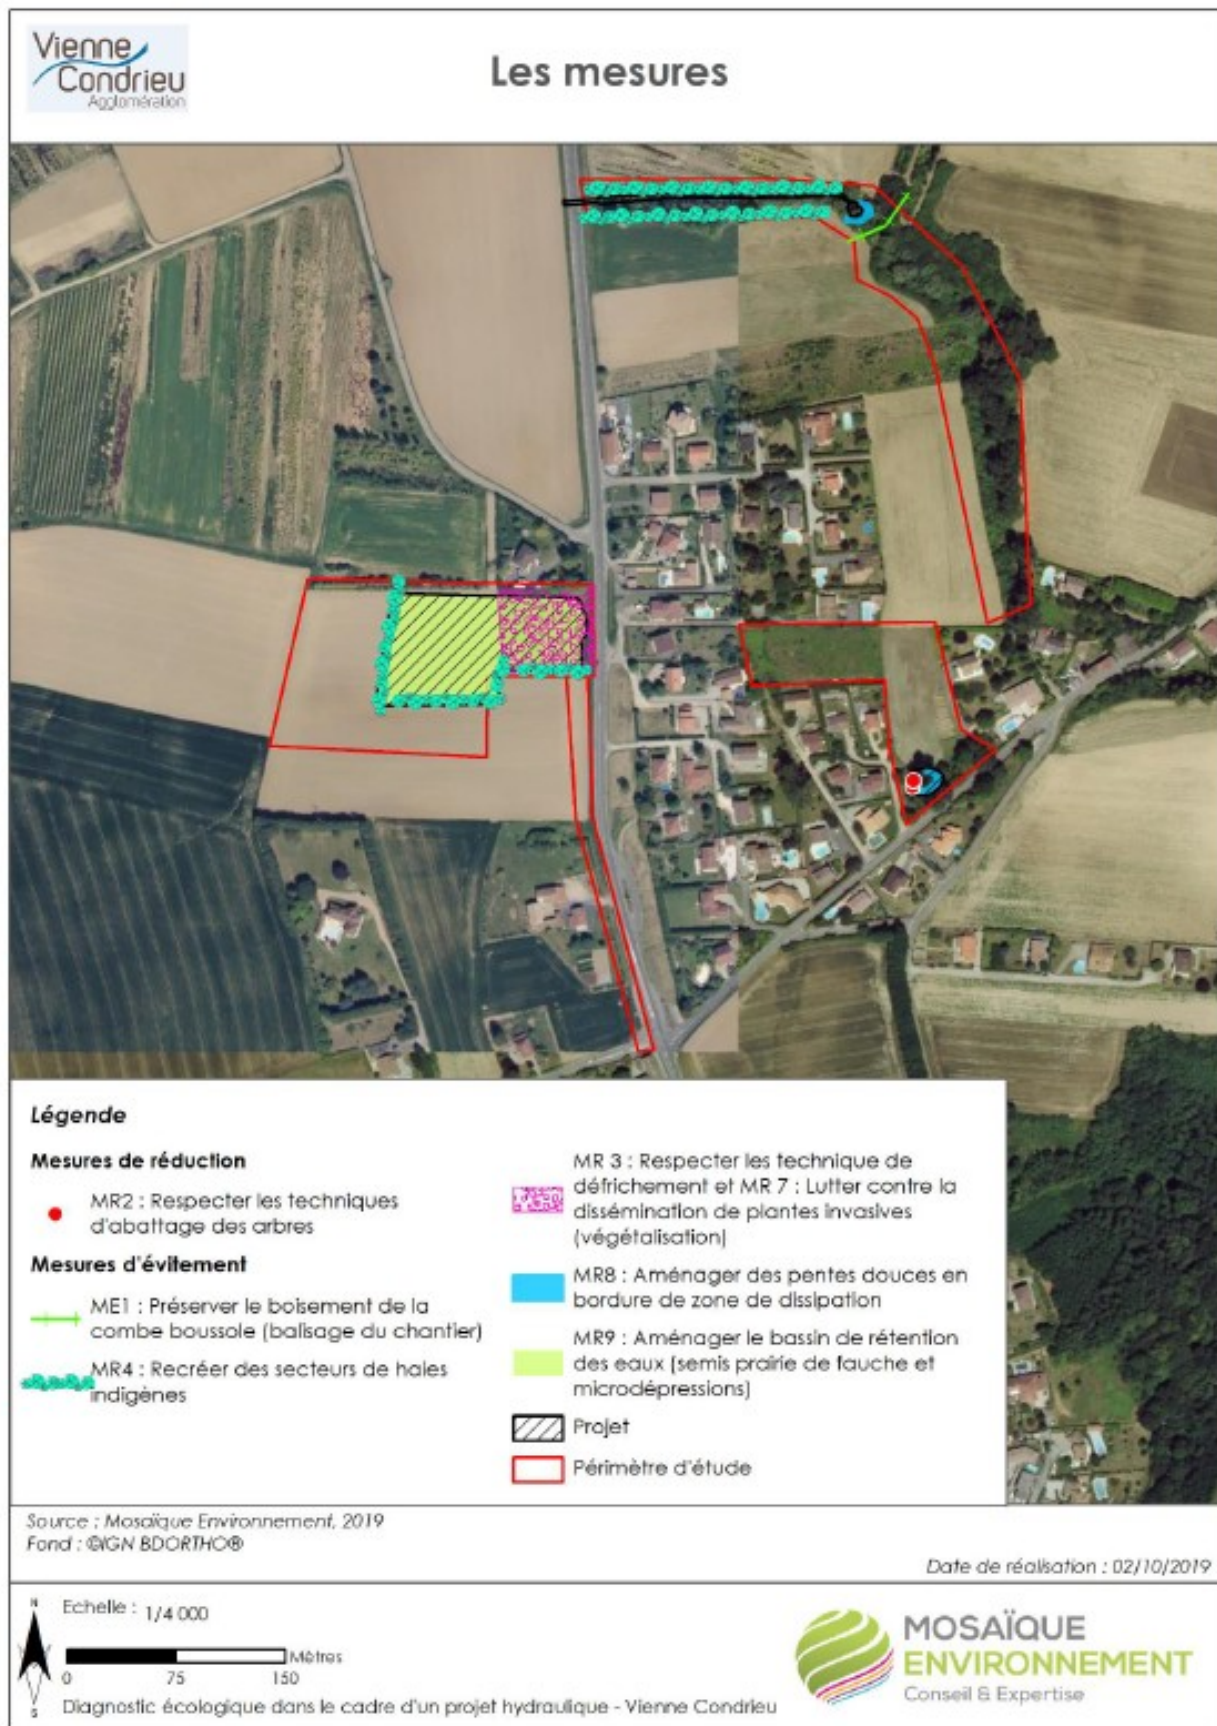 Vienne
Condrieu
Agglomération
Les mesures
Légende
Mesures de réduction
MR2 : Respecter les techniques
d'abattage des arbres
Mesures d'évitement
ME1 : Préserver le boisement de la
combe boussole (balisage du chantier)
MR4 : Recréer des secteurs de haies
indigènes
MR 3 : Respecter les technique de
défrichement et MR 7 : Lutter contre la
dissémination de plantes invasives
(végétalisation)
MR8 : Aménager des pentes douces en
bordure de zone de dissipation
MR9 : Aménager le bassin de rétention
des eaux (semis prairie de fauche et
microdépressions)
Projet
Périmètre d'étude
Source : Mosaïque Environnement, 2019
Fond : ©IGN BDORTHO®
Date de réalisation : 02/10/2019
N
S
Echelle : 1/4 000
Mètres
0 75 150
Diagnostic écologique dans le cadre d'un projet hydraulique - Vienne Condrieu
MOSAÏQUE
ENVIRONNEMENT
Conseil & Expertise